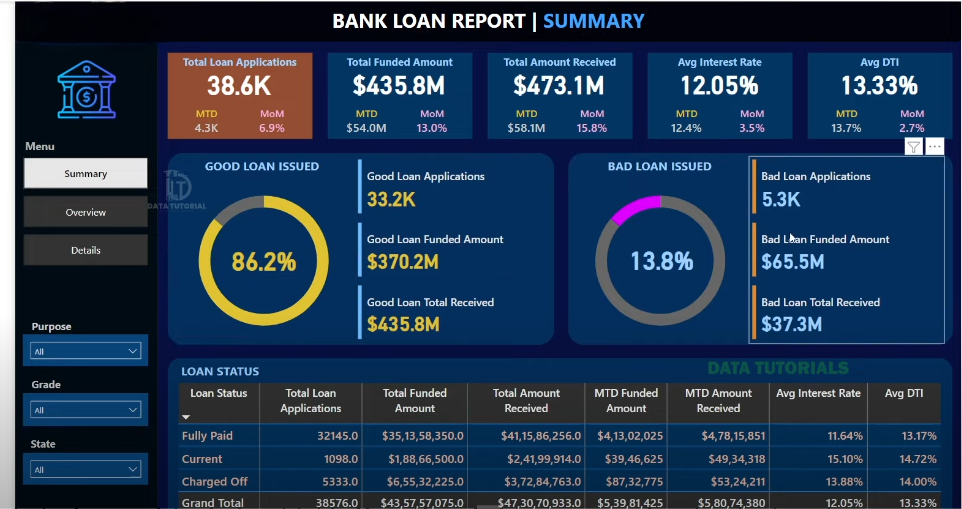 BANK LOAN REPORT | SUMMARY
Total Loan Applications
38.6K
MTD MoM
4.3K 6.9%
Total Funded Amount
$435.8M
MTD MoM
$54.0M 13.0%
Total Amount Received
$473.1M
MTD MoM
$58.1M 15.8%
Avg Interest Rate
12.05%
MTD MoM
12.4% 3.5%
Avg DTI
13.33%
MTD MoM
13.7% 2.7%
Menu
Summary
Overview
Details
Purpose
All
Grade
All
State
All
DATA TUTORIAL
GOOD LOAN ISSUED
86.2%
Good Loan Applications
33.2K
Good Loan Funded Amount
$370.2M
Good Loan Total Received
$435.8M
BAD LOAN ISSUED
13.8%
Bad Loan Applications
5.3K
Bad Loan Funded Amount
$65.5M
Bad Loan Total Received
$37.3M
LOAN STATUS
DATA TUTORIALS
Loan Status Total Loan Applications Total Funded Amount Total Amount Received MTD Funded Amount MTD Amount Received Avg Interest Rate Avg DTI
Fully Paid 32145.0 $35,13,58,350.0 $41,15,86,256.0 $4,13,02,025 $4,78,15,851 11.64% 13.17%
Current 1098.0 $1,88,66,500.0 $2,41,99,914.0 $39,46,625 $49,34,318 15.10% 14.72%
Charged Off 5333.0 $6,55,32,225.0 $3,72,84,763.0 $87,32,775 $53,24,211 13.88% 14.00%
Grand Total 38576.0 $43,57,57,075.0 $47,30,70,933.0 $5,39,81,425 $5,80,74,380 12.05% 13.33%